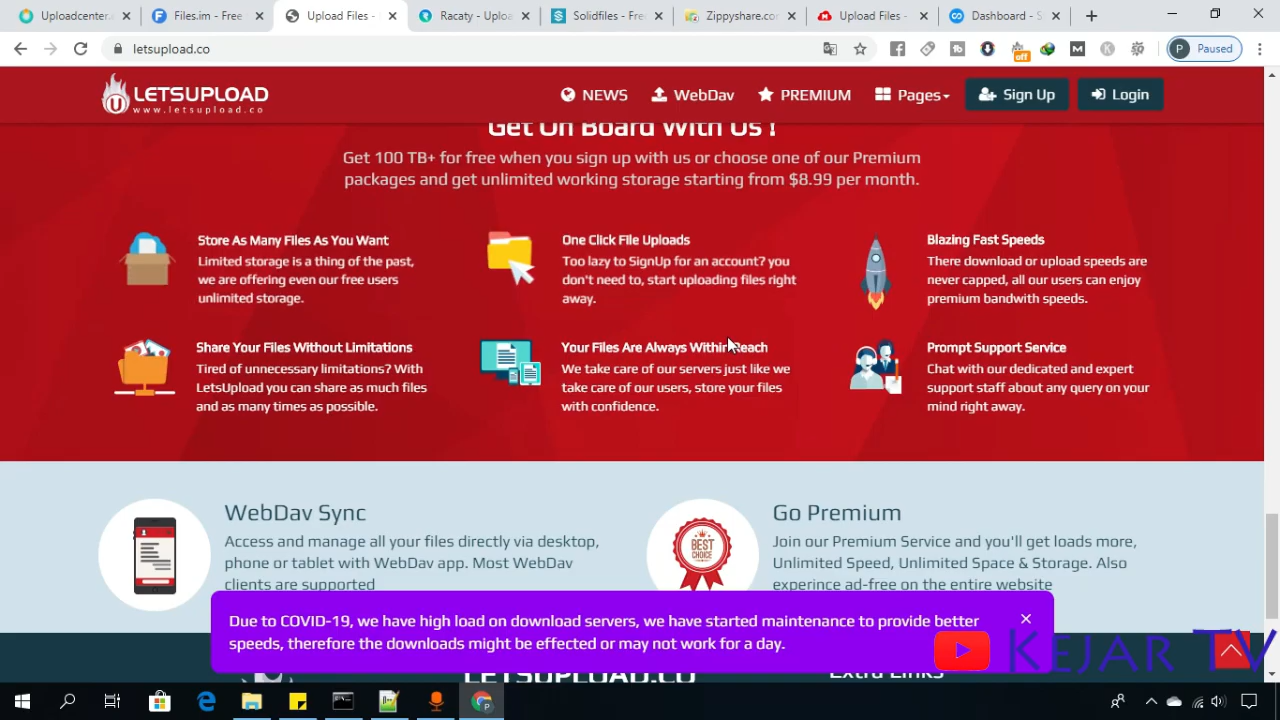 Uploadcenter.a
Files.im - Free
Upload Files -
Racaty - Uploa
Solidfiles - Fre
Zippyshare.co
Upload Files -
Dashboard - S
letsupload.co
off
P Paused
LETSUPLOAD
www.letsupload.co
NEWS
WebDav
PREMIUM
Pages
Sign Up
Login
Get On Board With Us !
Get 100 TB+ for free when you sign up with us or choose one of our Premium
packages and get unlimited working storage starting from $8.99 per month.
Store As Many Files As You Want
Limited storage is a thing of the past,
we are offering even our free users
unlimited storage.
One Click File Uploads
Too lazy to SignUp for an account? you
don't need to, start uploading files right
away.
Blazing Fast Speeds
There download or upload speeds are
never capped, all our users can enjoy
premium bandwith speeds.
Share Your Files Without Limitations
Tired of unnecessary limitations? With
LetsUpload you can share as much files
and as many times as possible.
Your Files Are Always Within Reach
We take care of our servers just like we
take care of our users, store your files
with confidence.
Prompt Support Service
Chat with our dedicated and expert
support staff about any query on your
mind right away.
WebDav Sync
Access and manage all your files directly via desktop,
phone or tablet with WebDav app. Most WebDav
clients are supported
BEST
CHOICE
Go Premium
Join our Premium Service and you'll get loads more,
Unlimited Speed, Unlimited Space & Storage. Also
experince ad-free on the entire website
Due to COVID-19, we have high load on download servers, we have started maintenance to provide better
speeds, therefore the downloads might be effected or may not work for a day.
KEJAR TV
LETSUPLOAD.CO
Extra Links